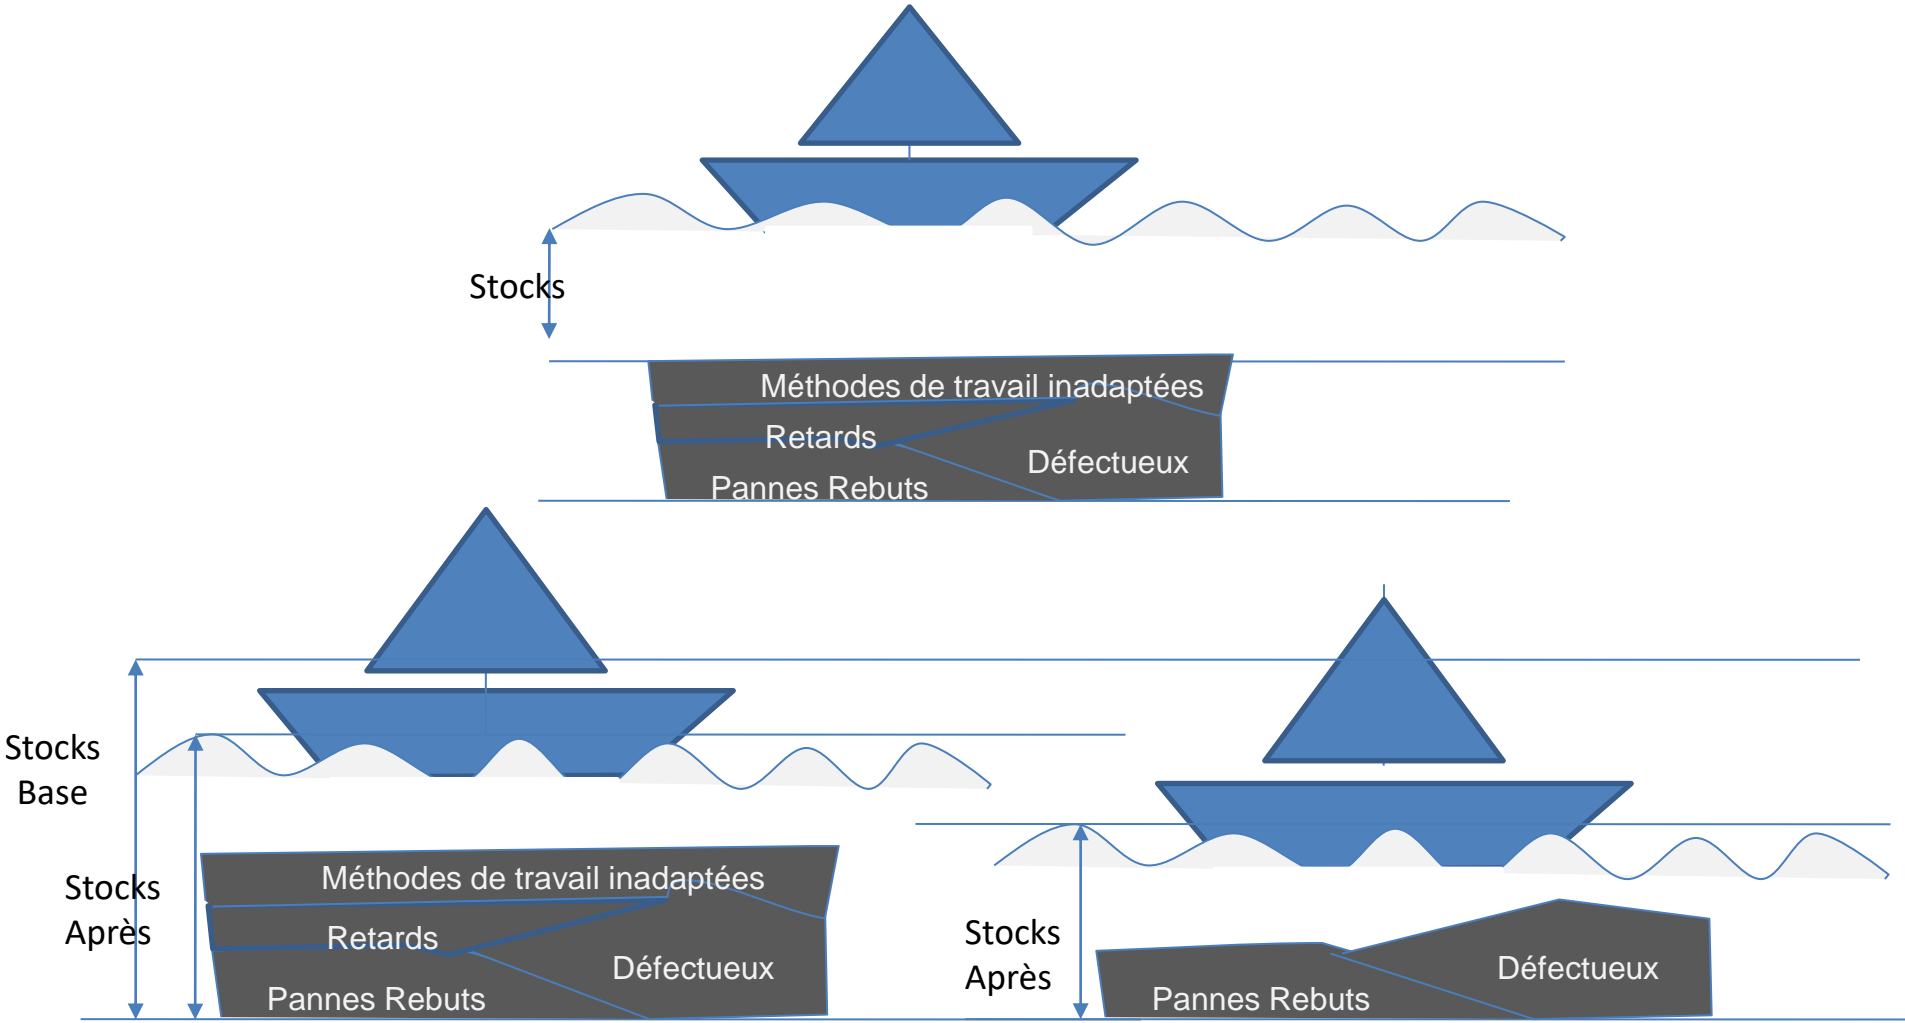 Stocks
Méthodes de travail inadaptées
Retards
Défectueux
Pannes Rebuts
Stocks
Base
Stocks
Après
Méthodes de travail inadaptées
Retards
Défectueux
Pannes Rebuts
Stocks
Après
Défectueux
Pannes Rebuts